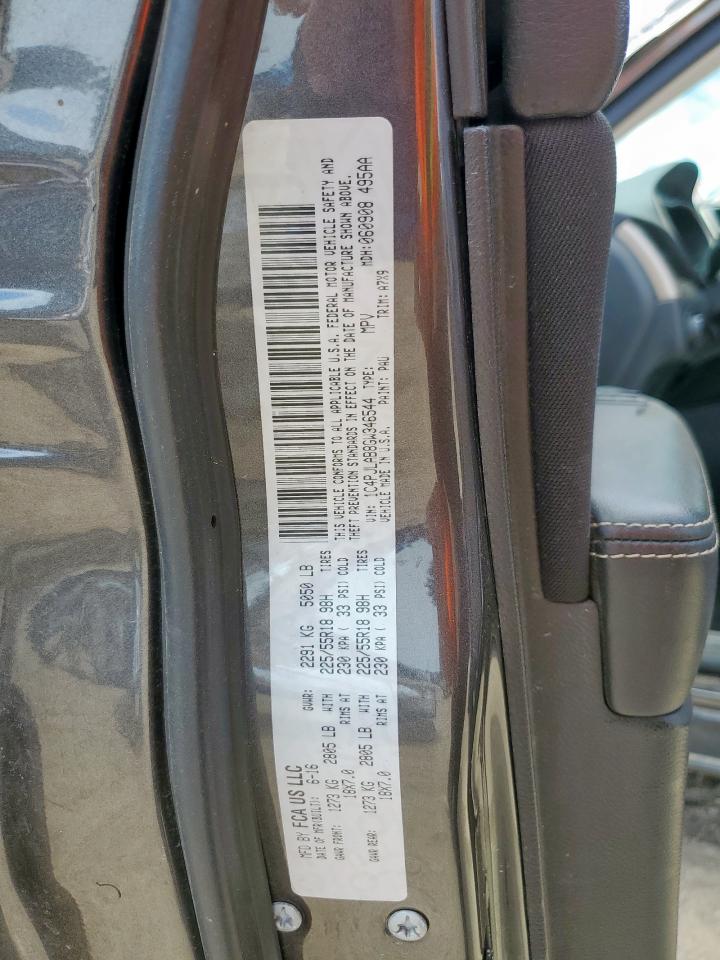 MFD BY FCA US LLC
DATE OF MFR(BUILT): 6-16 GVWR: 2291 KG 5050 LB
GAWR FRONT: 1273 KG 2805 LB WITH 225/55R18 98H TIRES
18X7.0 RIMS AT 230 KPA ( 33 PSI) COLD
GAWR REAR: 1273 KG 2805 LB WITH 225/55R18 98H TIRES
18X7.0 RIMS AT 230 KPA ( 33 PSI) COLD
THIS VEHICLE CONFORMS TO ALL APPLICABLE U.S.A. FEDERAL MOTOR VEHICLE SAFETY AND
THEFT PREVENTION STANDARDS IN EFFECT ON THE DATE OF MANUFACTURE SHOWN ABOVE.
VIN: 1C4PJLAB8GW346544 TYPE: MPV MDH:060908 495AA
VEHICLE MADE IN U.S.A. PAINT: PAU TRIM: A7X9